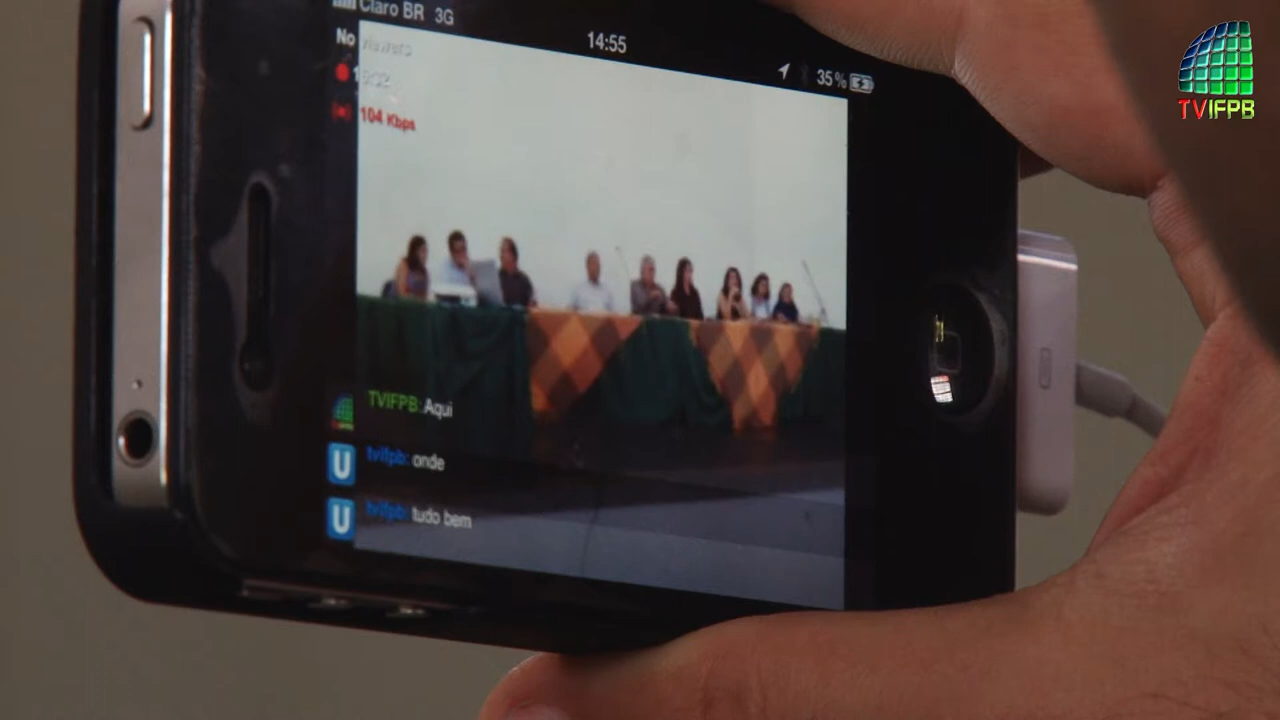 Claro BR 3G
14:55
35%
No viewers
104 Kbps
TVIFPB: Aqui
U tvifpb: onde
U tvifpb: tudo bem
TVIFPB